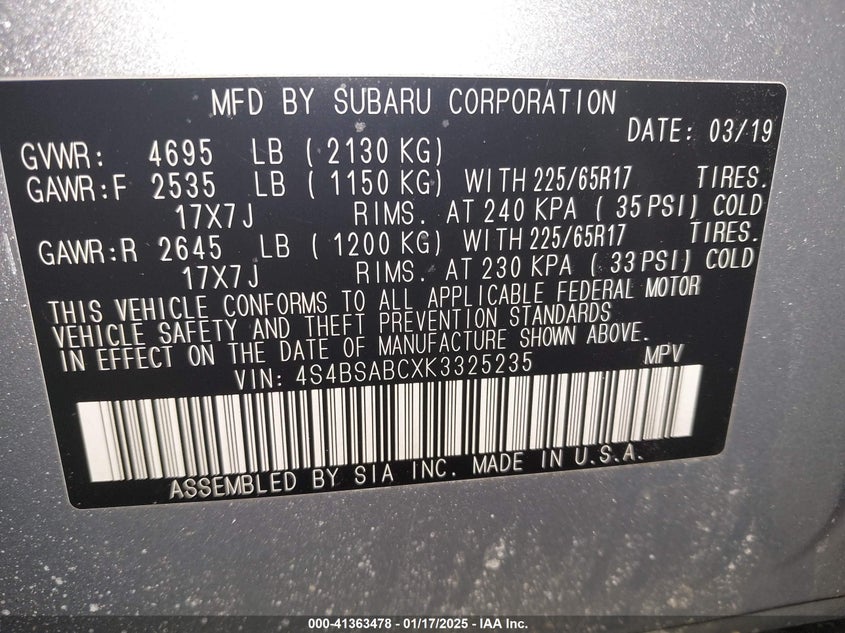 MFD BY SUBARU CORPORATION
DATE: 03/19
GVWR: 4695 LB ( 2130 KG)
GAWR:F 2535 LB ( 1150 KG) WITH 225/65R17 TIRES.
17X7J RIMS. AT 240 KPA ( 35 PSI) COLD
GAWR:R 2645 LB ( 1200 KG) WITH 225/65R17 TIRES.
17X7J RIMS. AT 230 KPA ( 33 PSI) COLD
THIS VEHICLE CONFORMS TO ALL APPLICABLE FEDERAL MOTOR
VEHICLE SAFETY AND THEFT PREVENTION STANDARDS
IN EFFECT ON THE DATE OF MANUFACTURE SHOWN ABOVE.
VIN: 4S4BSABCXK3325235 MPV
ASSEMBLED BY SIA INC. MADE IN U.S.A.
000-41363478 - 01/17/2025 - IAA Inc.